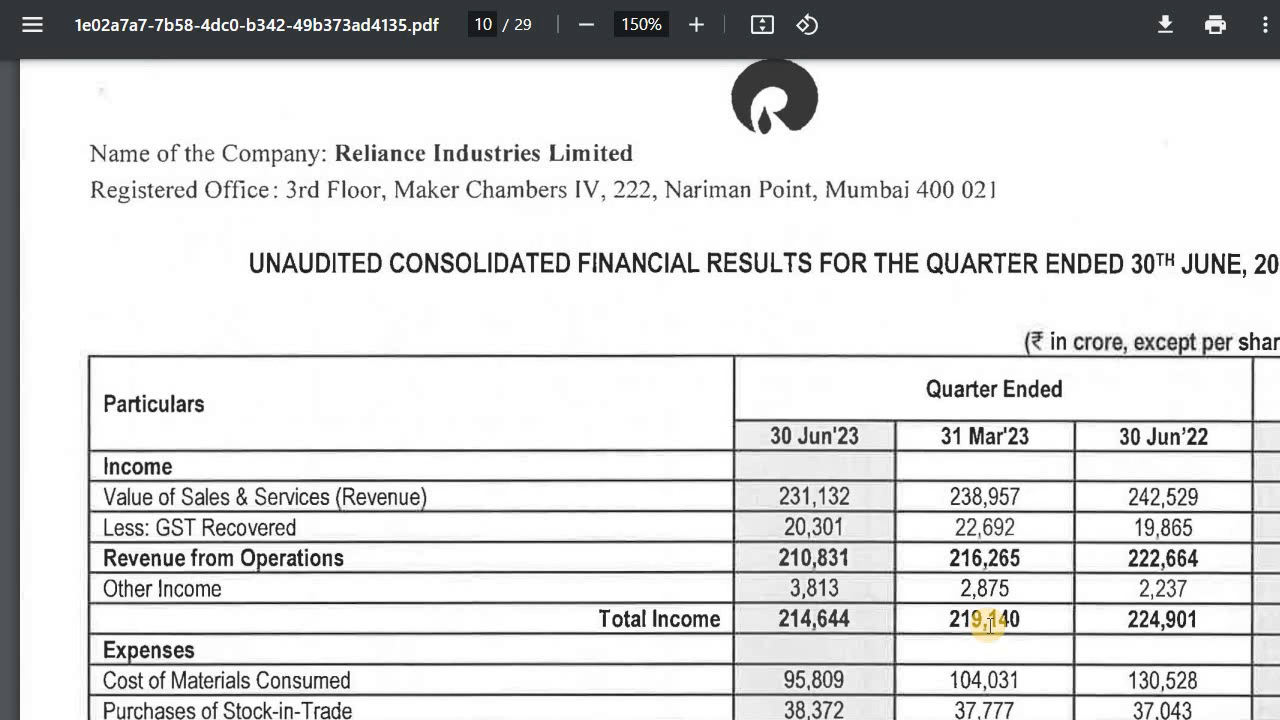 1e02a7a7-7b58-4dc0-b342-49b373ad4135.pdf 10 / 29 150%
Name of the Company: Reliance Industries Limited
Registered Office: 3rd Floor, Maker Chambers IV, 222, Nariman Point, Mumbai 400 021
UNAUDITED CONSOLIDATED FINANCIAL RESULTS FOR THE QUARTER ENDED 30TH JUNE, 20
(₹ in crore, except per shar
Particulars Quarter Ended
30 Jun'23 31 Mar'23 30 Jun’22
Income
Value of Sales & Services (Revenue) 231,132 238,957 242,529
Less: GST Recovered 20,301 22,692 19,865
Revenue from Operations 210,831 216,265 222,664
Other Income 3,813 2,875 2,237
Total Income 214,644 219,140 224,901
Expenses
Cost of Materials Consumed 95,809 104,031 130,528
Purchases of Stock-in-Trade 38,372 37,777 37,043